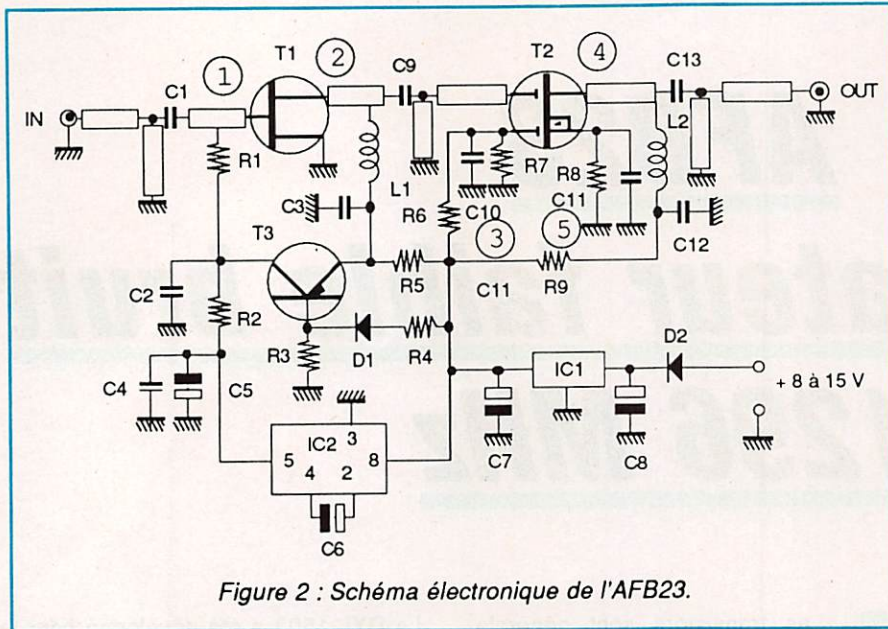 T1
2
C9
T2
4
C13
1
C1
IN
OUT
R1
L2
R7
R8
C3
L1
R6
C10
C11
C12
T3
3
5
R5
C11
R9
C2
R2
D2
R3
D1
R4
+ 8 à 15 V
C4
C5
IC1
IC2
3
5
4
2
8
C7
C8
C6
Figure 2 : Schéma électronique de l'AFB23.